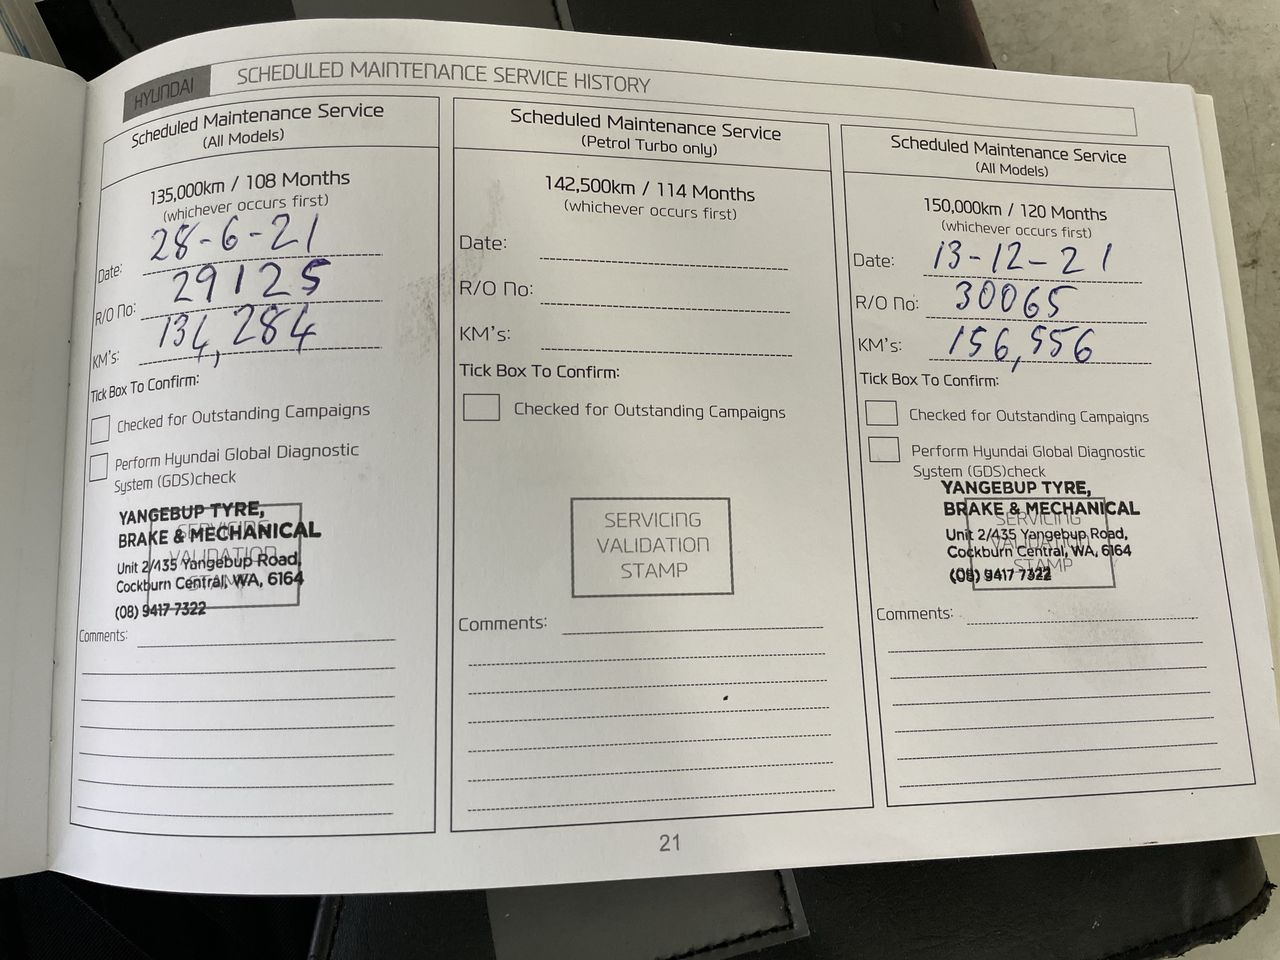 HYUNDAI
SCHEDULED MAINTENANCE SERVICE HISTORY
Scheduled Maintenance Service
(All Models)
135,000km / 108 Months
(whichever occurs first)
Date: 28-6-21
R/O No: 29125
KM's: 134,284
Tick Box To Confirm:
Checked for Outstanding Campaigns
Perform Hyundai Global Diagnostic
System (GDS)check
SERVICING
VALIDATION
STAMP
YANGEBUP TYRE,
BRAKE & MECHANICAL
Unit 2/435 Yangebup Road,
Cockburn Central, WA, 6164
(08) 9417 7322
Comments:
Scheduled Maintenance Service
(Petrol Turbo only)
142,500km / 114 Months
(whichever occurs first)
Date:
R/O No:
KM's:
Tick Box To Confirm:
Checked for Outstanding Campaigns
SERVICING
VALIDATION
STAMP
Comments:
Scheduled Maintenance Service
(All Models)
150,000km / 120 Months
(whichever occurs first)
Date: 13-12-21
R/O No: 30065
KM's: 156,556
Tick Box To Confirm:
Checked for Outstanding Campaigns
Perform Hyundai Global Diagnostic
System (GDS)check
SERVICING
VALIDATION
STAMP
YANGEBUP TYRE,
BRAKE & MECHANICAL
Unit 2/435 Yangebup Road,
Cockburn Central, WA, 6164
(08) 9417 7322
Comments:
21